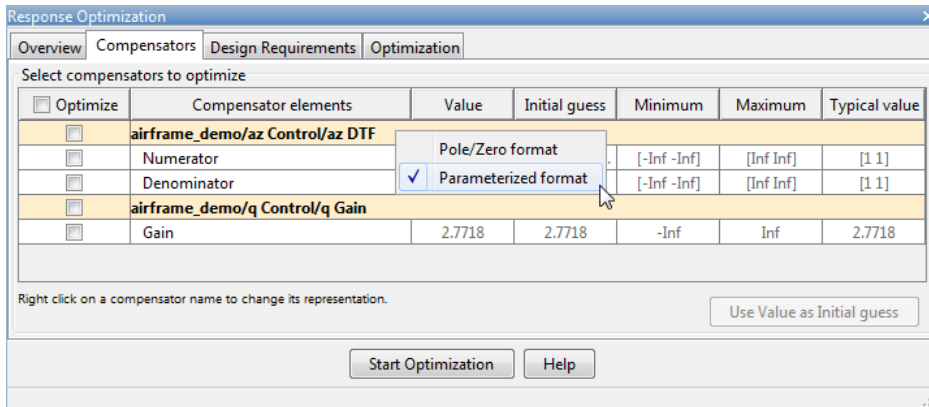 Response Optimization
Overview Compensators Design Requirements Optimization
Select compensators to optimize
Optimize Compensator elements Value Initial guess Minimum Maximum Typical value
airframe_demo/az Control/az DTF
Pole/Zero format
Numerator . [-Inf -Inf] [Inf Inf] [1 1]
✓ Parameterized format
Denominator [-Inf -Inf] [Inf Inf] [1 1]
airframe_demo/q Control/q Gain
Gain 2.7718 2.7718 -Inf Inf 2.7718
Right click on a compensator name to change its representation.
Use Value as Initial guess
Start Optimization Help